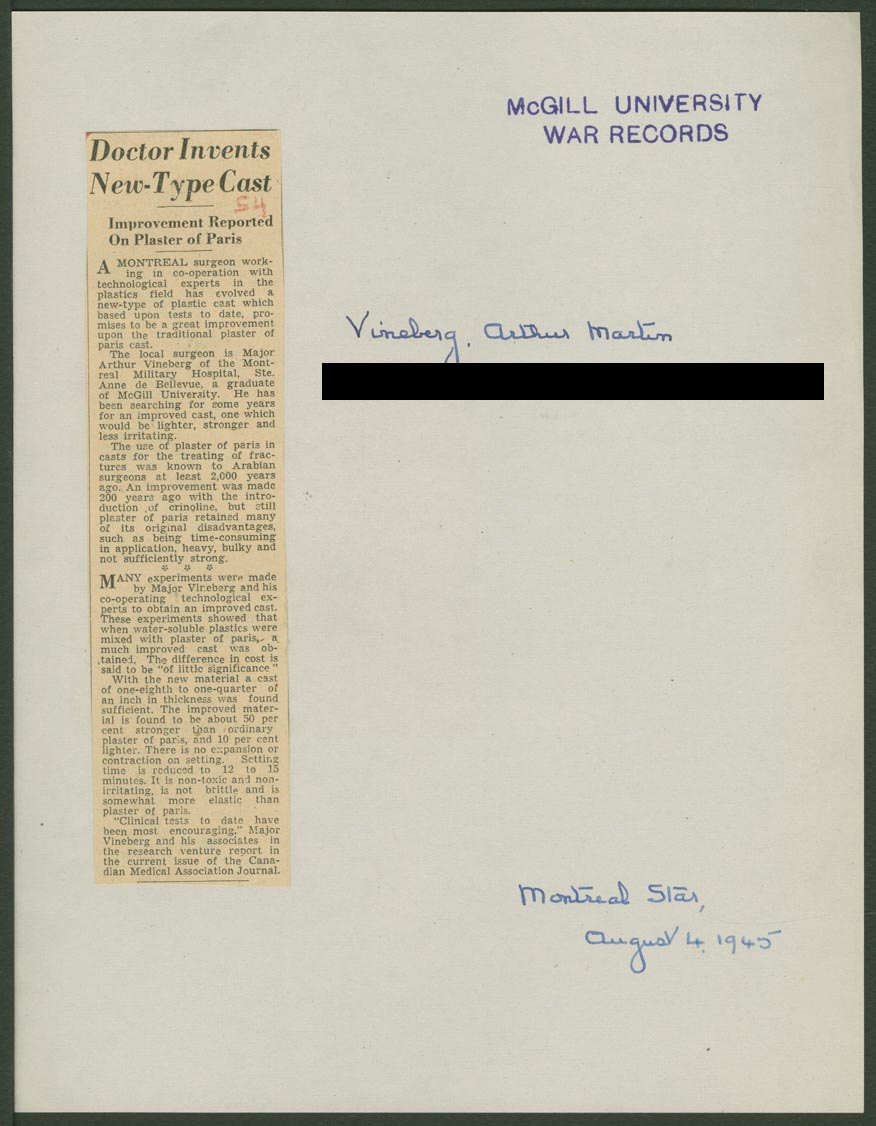 McGILL UNIVERSITY
WAR RECORDS
Doctor Invents
New-Type Cast
54
Improvement Reported
On Plaster of Paris
A MONTREAL surgeon work-
ing in co-operation with
technological experts in the
plastics field has evolved a
new-type of plastic cast which
based upon tests to date, pro-
mises to be a great improvement
upon the traditional plaster of
paris cast.
The local surgeon is Major
Arthur Vineberg of the Mont-
real Military Hospital, Ste.
Anne de Bellevue, a graduate
of McGill University. He has
been searching for some years
for an improved cast, one which
would be lighter, stronger and
less irritating.
The use of plaster of paris in
casts for the treating of frac-
tures was known to Arabian
surgeons at least 2,000 years
ago. An improvement was made
200 years ago with the intro-
duction of crinoline, but still
plaster of paris retained many
of its original disadvantages,
such as being time-consuming
in application, heavy, bulky and
not sufficiently strong.
* * *
MANY experiments were made
by Major Vineberg and his
co-operating technological ex-
perts to obtain an improved cast.
These experiments showed that
when water-soluble plastics were
mixed with plaster of paris, a
much improved cast was ob-
tained. The difference in cost is
said to be "of little significance"
With the new material a cast
of one-eighth to one-quarter of
an inch in thickness was found
sufficient. The improved mater-
ial is found to be about 50 per
cent stronger than ordinary
plaster of paris, and 10 per cent
lighter. There is no expansion or
contraction on setting. Setting
time is reduced to 12 to 15
minutes. It is non-toxic and non-
irritating, is not brittle and is
somewhat more elastic than
plaster of paris.
"Clinical tests to date have
been most encouraging," Major
Vineberg and his associates in
the research venture report in
the current issue of the Cana-
dian Medical Association Journal.
Vineberg, Arthur Martin
Montreal Star,
August 4, 1945